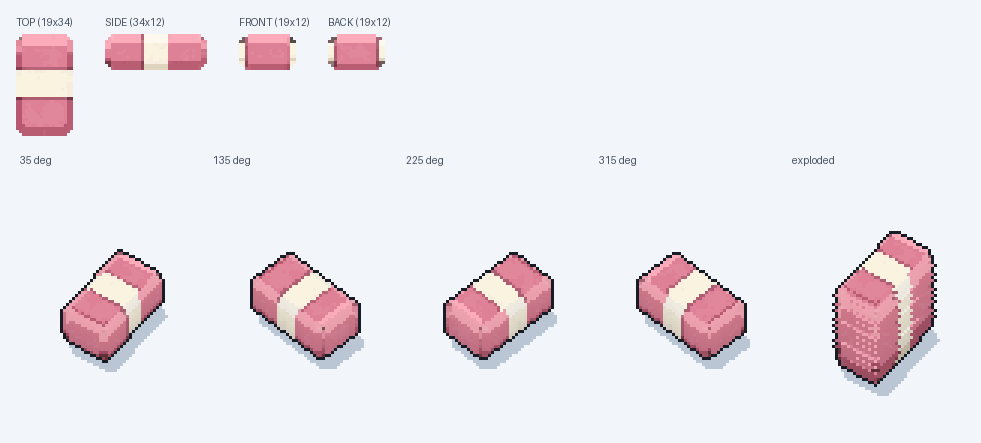 TOP (19x34) SIDE (34x12) FRONT (19x12) BACK (19x12)
35 deg 135 deg 225 deg 315 deg exploded